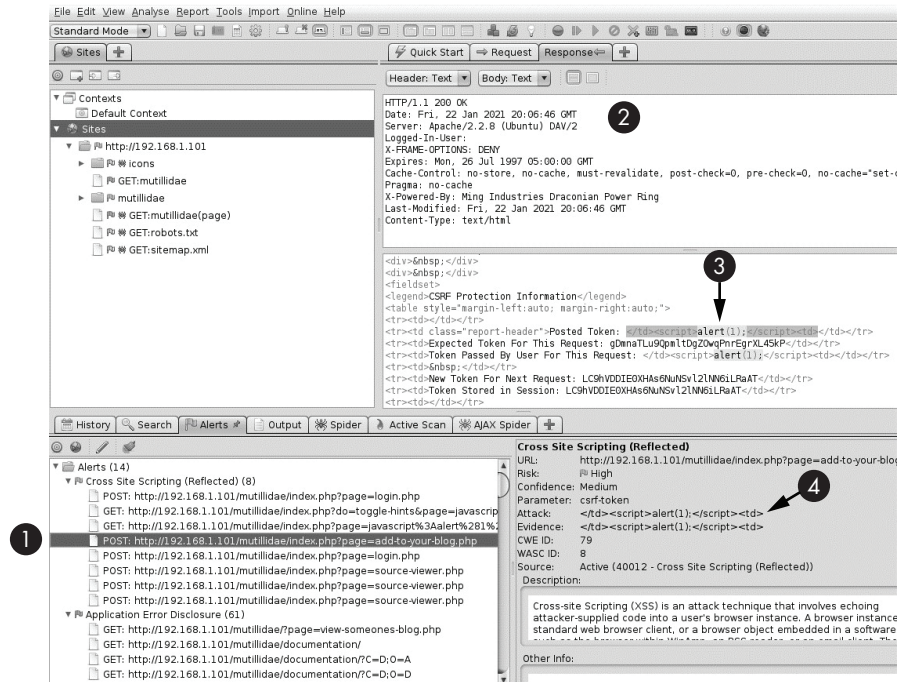 File Edit View Analyse Report Tools Import Online Help
Standard Mode
Sites
Quick Start Request Response
Header: Text Body: Text
Contexts
Default Context
Sites
http://192.168.1.101
icons
GET:mutillidae
mutillidae
GET:mutillidae(page)
GET:robots.txt
GET:sitemap.xml
HTTP/1.1 200 OK
Date: Fri, 22 Jan 2021 20:06:46 GMT
Server: Apache/2.2.8 (Ubuntu) DAV/2
Logged-In-User:
X-FRAME-OPTIONS: DENY
Expires: Mon, 26 Jul 1997 05:00:00 GMT
Cache-Control: no-store, no-cache, must-revalidate, post-check=0, pre-check=0, no-cache="set-c
Pragma: no-cache
X-Powered-By: Ming Industries Draconian Power Ring
Last-Modified: Fri, 22 Jan 2021 20:06:46 GMT
Content-Type: text/html
2
3
<div>&nbsp;</div>
<div>&nbsp;</div>
<fieldset>
<legend>CSRF Protection Information</legend>
<table style="margin-left:auto; margin-right:auto;">
<tr><td></td></tr>
<tr><td class="report-header">Posted Token: </td><script>alert(1);</script><td></td></tr>
<tr><td>Expected Token For This Request: gDmnaTLu9QpmltDgZOwqPnrEgrXL45kP</td></tr>
<tr><td>Token Passed By User For This Request: </td><script>alert(1);</script><td></td></tr>
<tr><td>&nbsp;</td></tr>
<tr><td>New Token For Next Request: LC9hVDDIE0XHAs6NuNSvl2lNN6iLRaAT</td></tr>
<tr><td>Token Stored in Session: LC9hVDDIE0XHAs6NuNSvl2lNN6iLRaAT</td></tr>
<tr><td></td></tr>
History Search Alerts Output Spider Active Scan AJAX Spider
Alerts (14)
Cross Site Scripting (Reflected) (8)
POST: http://192.168.1.101/mutillidae/index.php?page=login.php
GET: http://192.168.1.101/mutillidae/index.php?do=toggle-hints&page=javascrip
GET: http://192.168.1.101/mutillidae/index.php?page=javascript%3Aalert%281%2
1
POST: http://192.168.1.101/mutillidae/index.php?page=add-to-your-blog.php
POST: http://192.168.1.101/mutillidae/index.php?page=login.php
POST: http://192.168.1.101/mutillidae/index.php?page=source-viewer.php
POST: http://192.168.1.101/mutillidae/index.php?page=source-viewer.php
POST: http://192.168.1.101/mutillidae/index.php?page=source-viewer.php
Application Error Disclosure (61)
GET: http://192.168.1.101/mutillidae/?page=view-someones-blog.php
GET: http://192.168.1.101/mutillidae/documentation/
GET: http://192.168.1.101/mutillidae/documentation/?C=D;O=A
GET: http://192.168.1.101/mutillidae/documentation/?C=D;O=D
Cross Site Scripting (Reflected)
URL: http://192.168.1.101/mutillidae/index.php?page=add-to-your-blog
Risk: High
Confidence: Medium
Parameter: csrf-token
Attack: </td><script>alert(1);</script><td>
4
Evidence: </td><script>alert(1);</script><td>
CWE ID: 79
WASC ID: 8
Source: Active (40012 - Cross Site Scripting (Reflected))
Description:
Cross-site Scripting (XSS) is an attack technique that involves echoing
attacker-supplied code into a user's browser instance. A browser instance
standard web browser client, or a browser object embedded in a software
Other Info: